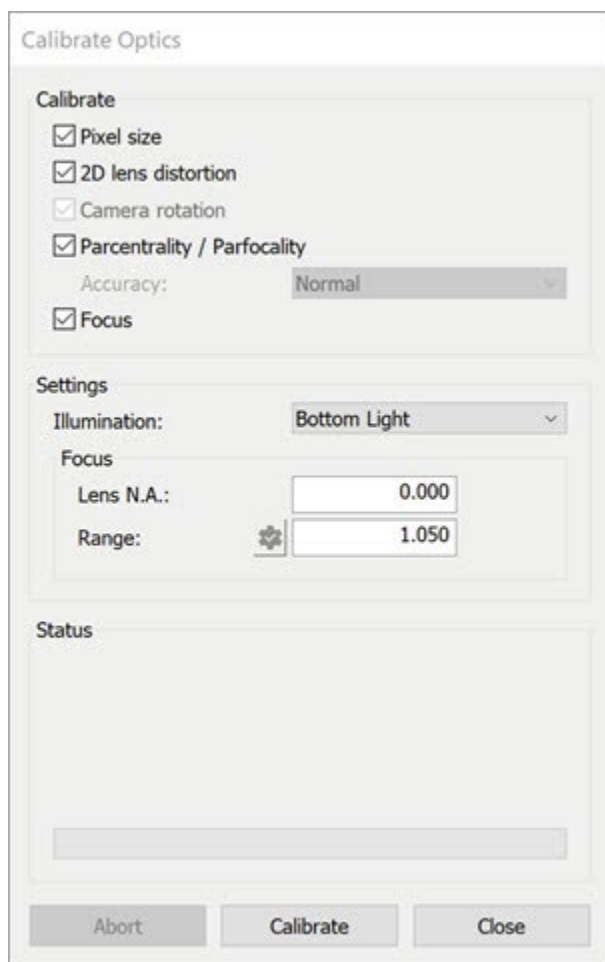 Calibrate Optics
Calibrate
Pixel size
2D lens distortion
Camera rotation
Parcentrality / Parfocality
Accuracy: Normal
Focus
Settings
Illumination: Bottom Light
Focus
Lens N.A.: 0.000
Range: 1.050
Status
Abort Calibrate Close